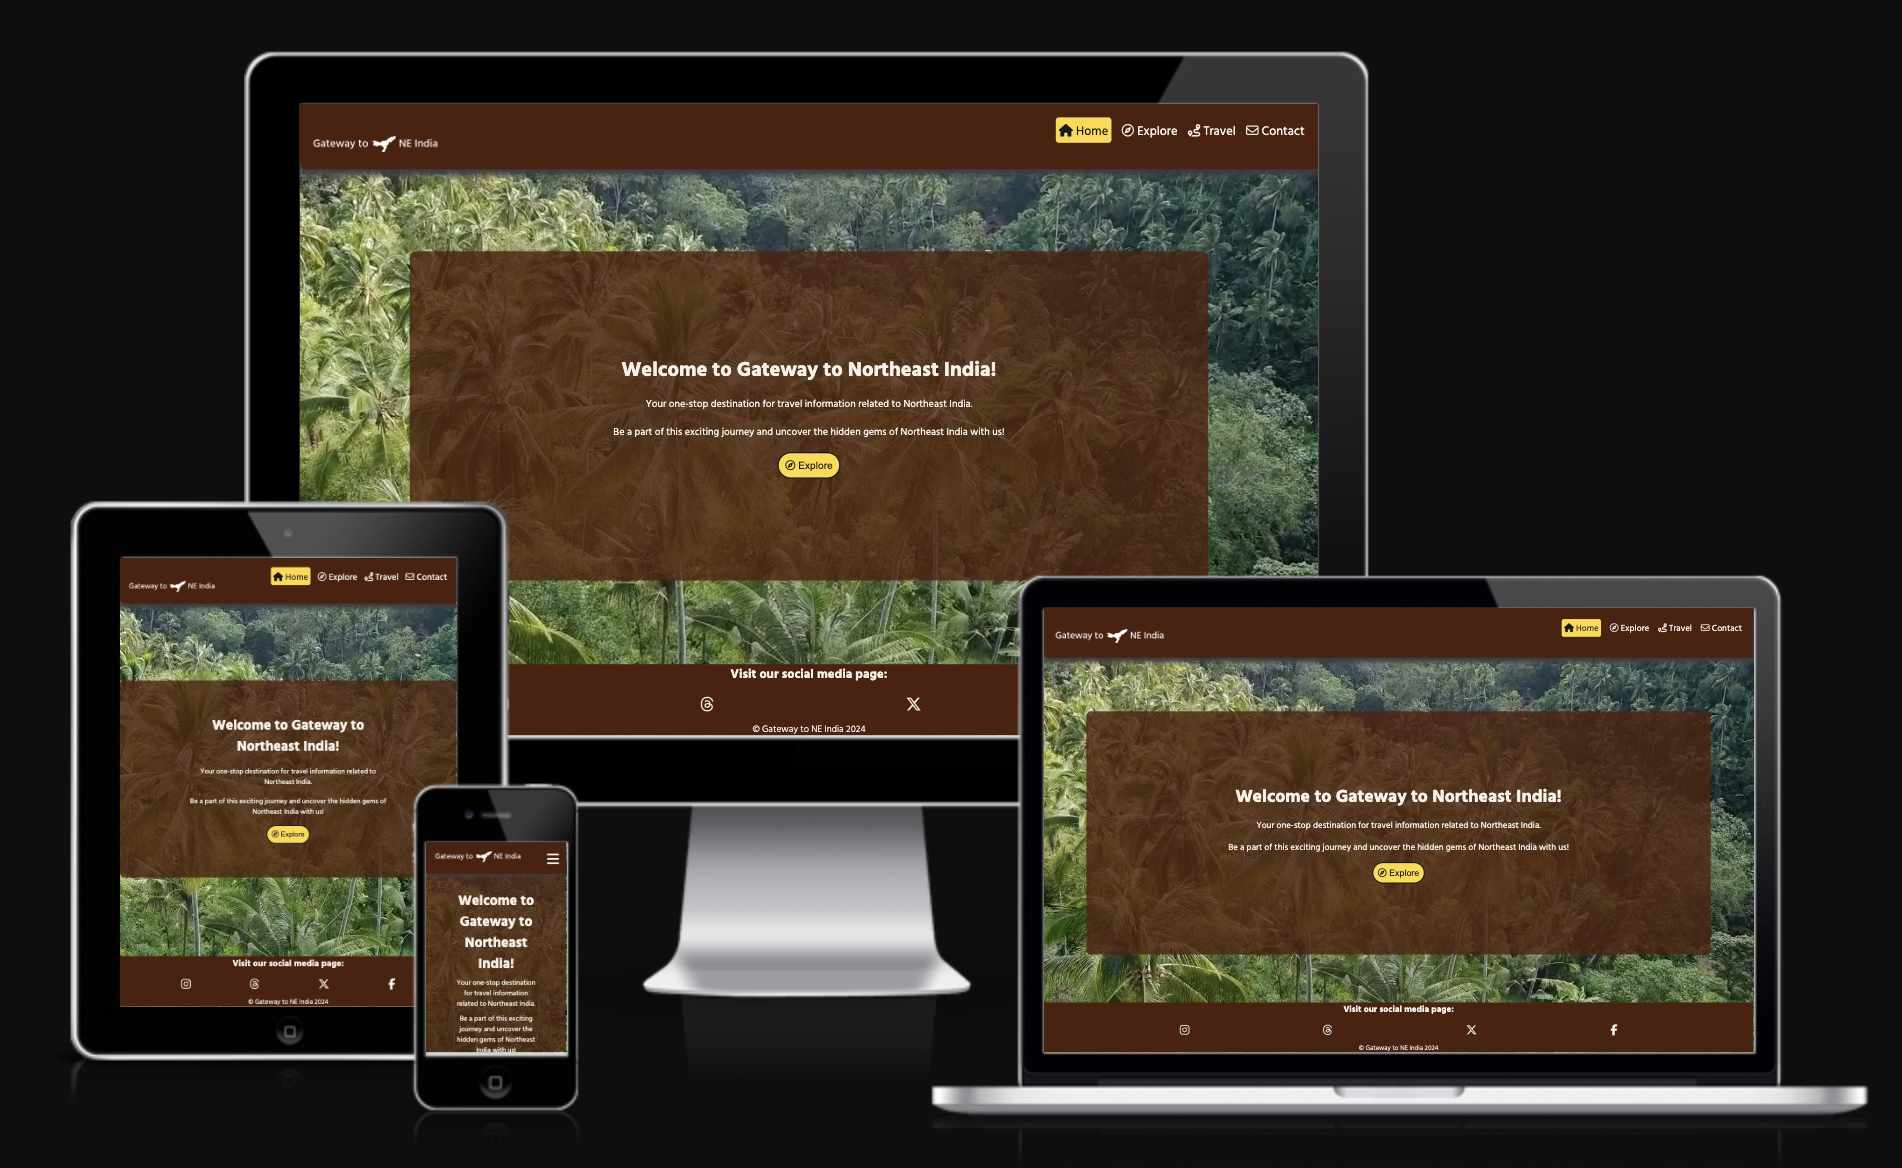 Gateway to NE India
Home Explore Travel Contact
Welcome to Gateway to Northeast India!
Your one-stop destination for travel information related to Northeast India.
Be a part of this exciting journey and uncover the hidden gems of Northeast India with us!
Explore
Visit our social media page:
© Gateway to NE India 2024
Gateway to NE India
Home Explore Travel Contact
Welcome to Gateway to
Northeast India!
Your one-stop destination for travel information related to
Northeast India.
Be a part of this exciting journey and uncover the hidden gems of
Northeast India with us!
Explore
Visit our social media page:
© Gateway to NE India 2024
Gateway to NE India
Welcome to
Gateway to
Northeast
India!
Your one-stop destination
for travel information
related to Northeast India.
Be a part of this exciting
journey and uncover the
hidden gems of Northeast
India with us!
Gateway to NE India
Home Explore Travel Contact
Welcome to Gateway to Northeast India!
Your one-stop destination for travel information related to Northeast India.
Be a part of this exciting journey and uncover the hidden gems of Northeast India with us!
Explore
Visit our social media page:
© Gateway to NE India 2024